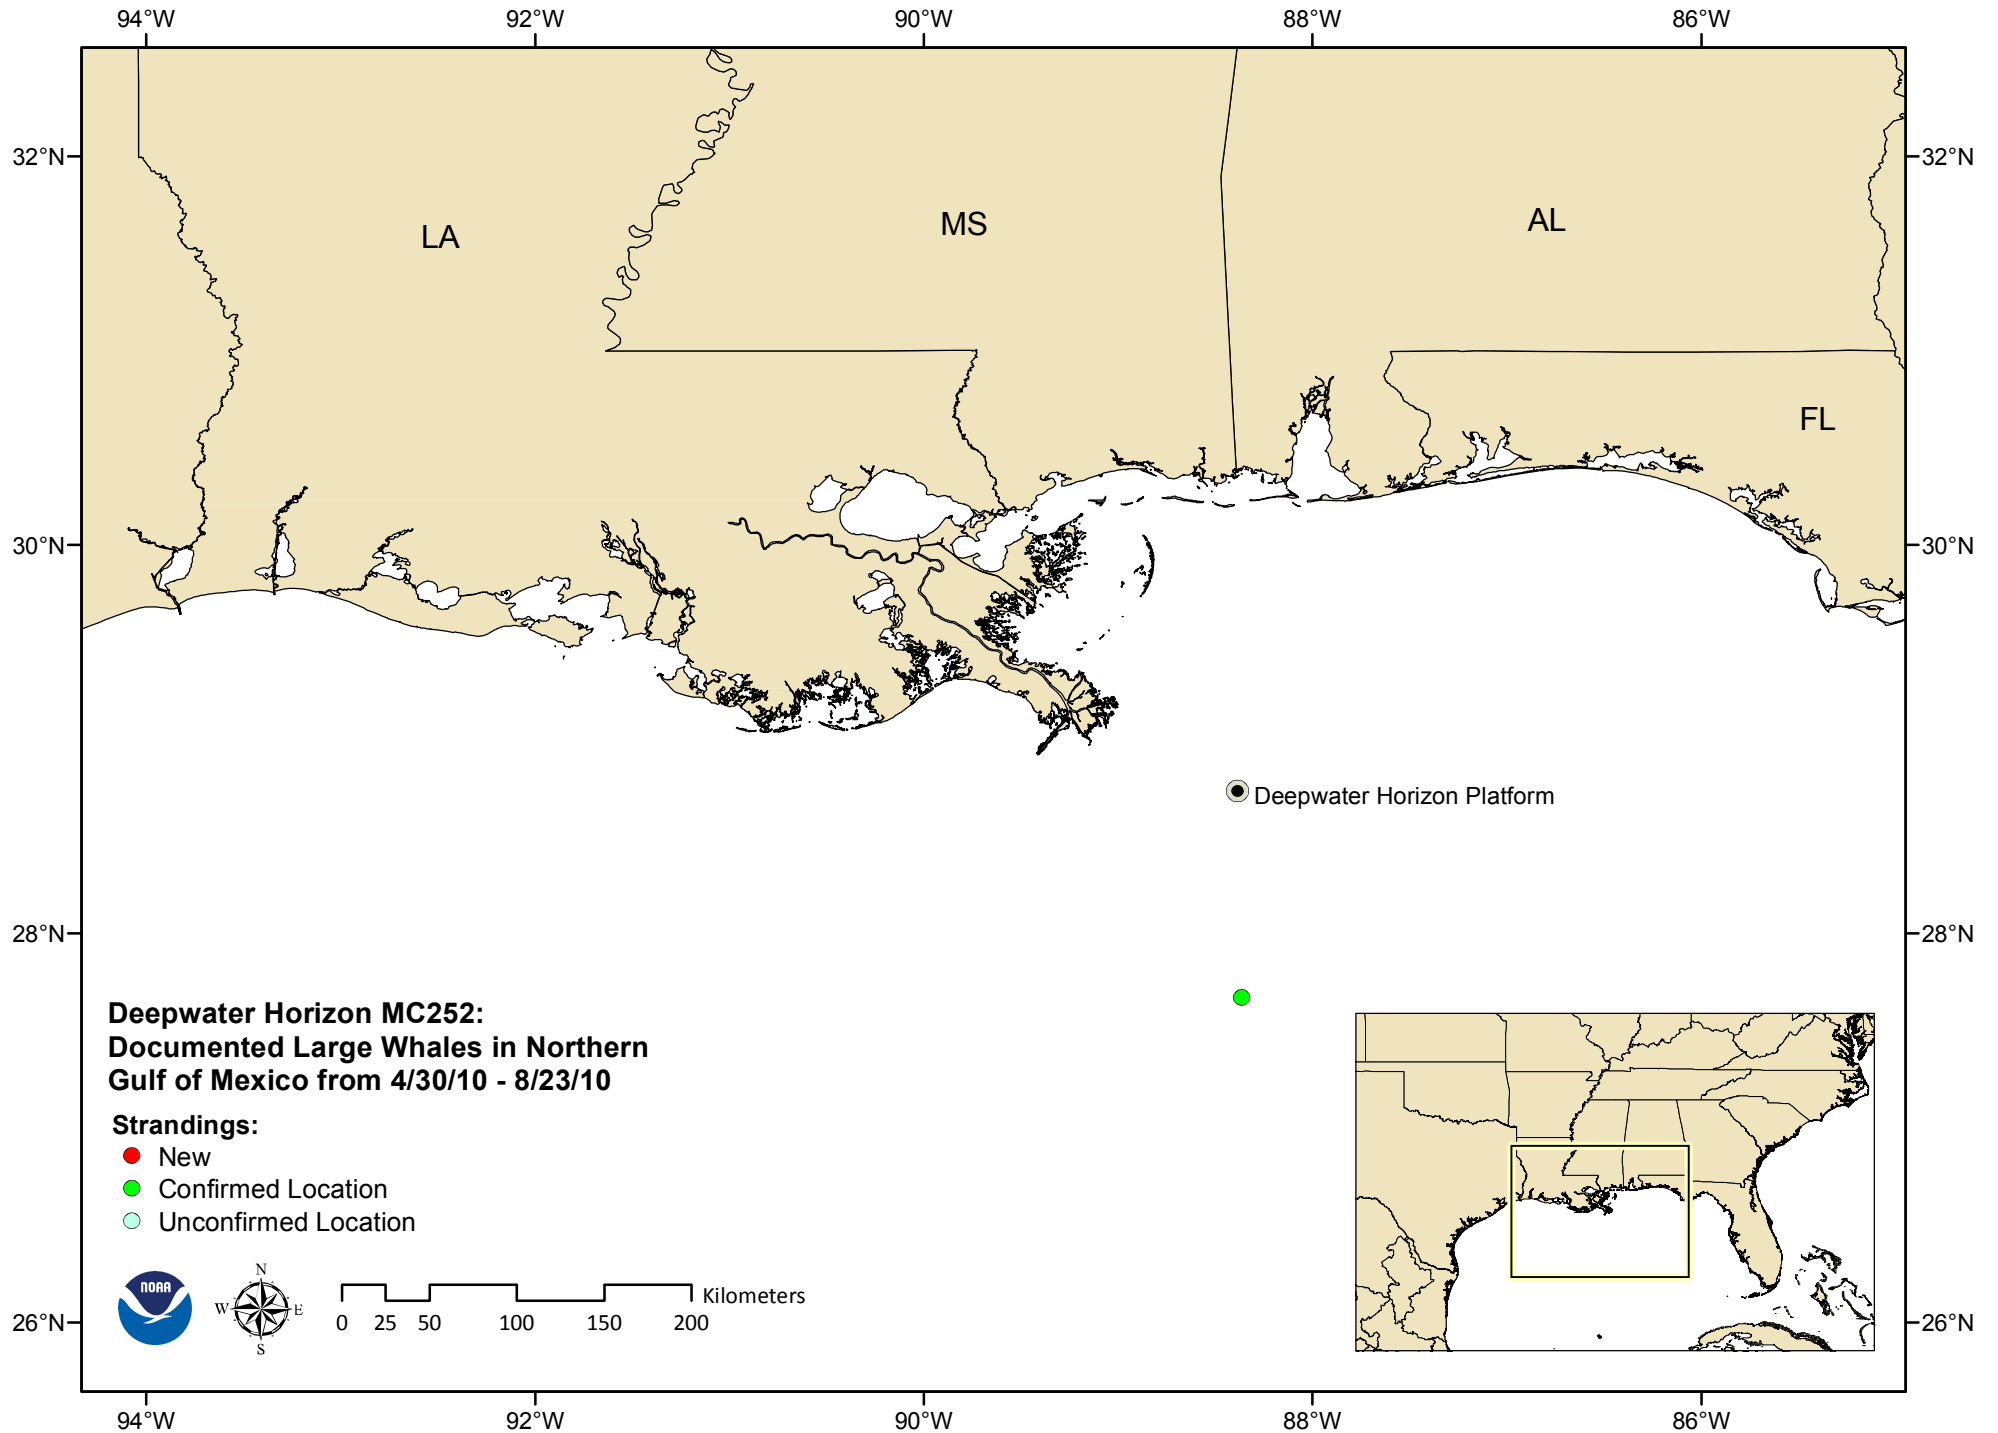 94°W 92°W 90°W 88°W 86°W
32°N 32°N
LA MS AL
FL
30°N 30°N
Deepwater Horizon Platform
28°N 28°N
Deepwater Horizon MC252:
Documented Large Whales in Northern
Gulf of Mexico from 4/30/10 - 8/23/10
Strandings:
New
Confirmed Location
Unconfirmed Location
NOAA
N
W E
S
Kilometers
0 25 50 100 150 200
26°N 26°N
94°W 92°W 90°W 88°W 86°W